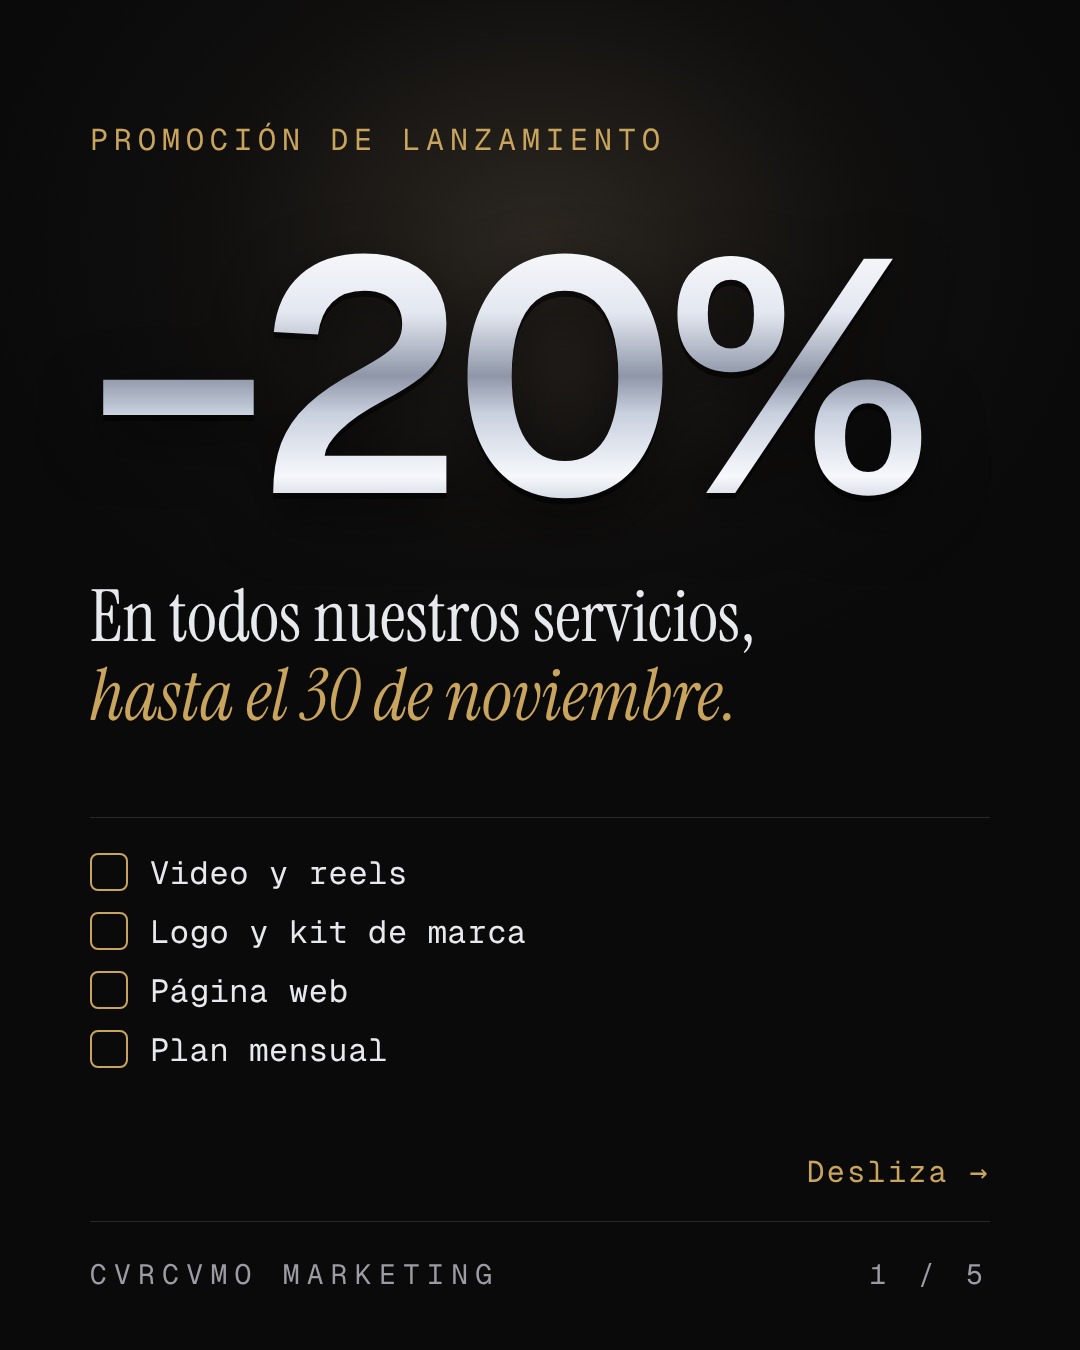 PROMOCIÓN DE LANZAMIENTO
–20%
En todos nuestros servicios,
hasta el 30 de noviembre.
Video y reels
Logo y kit de marca
Página web
Plan mensual
Desliza →
CVRCVMO MARKETING
1 / 5